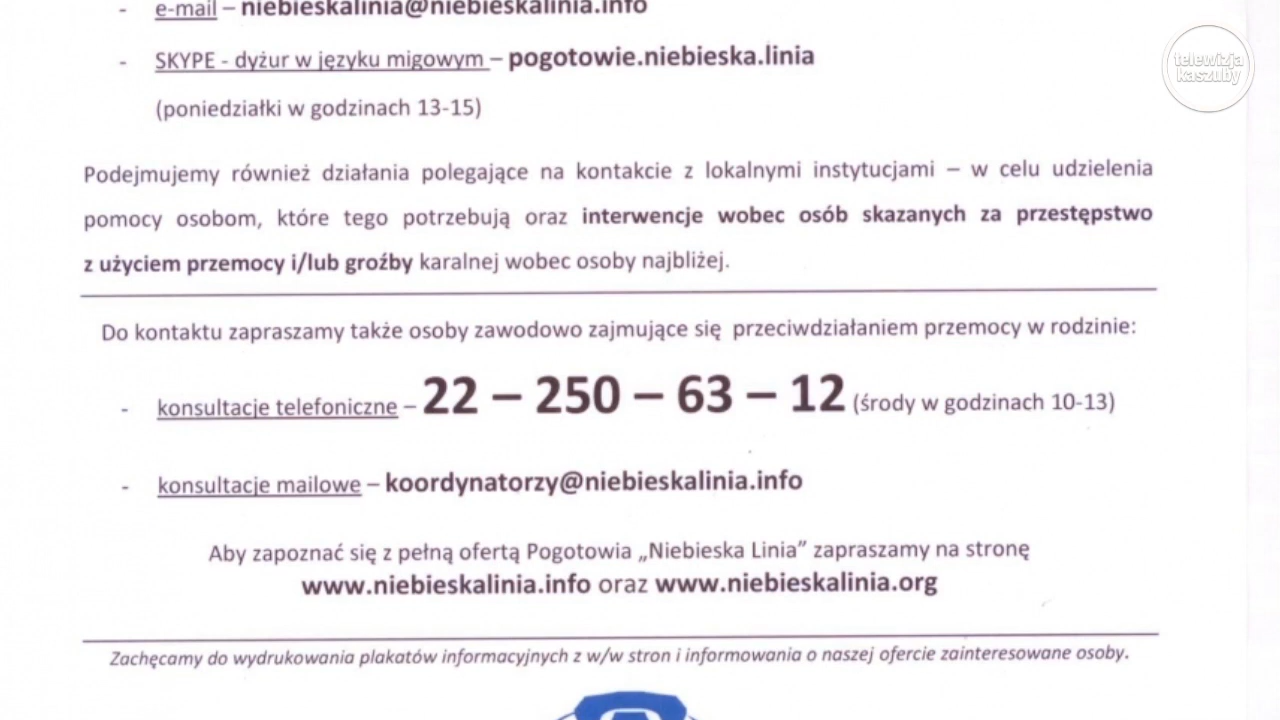 - e-mail – niebieskalinia@niebieskalinia.info
- SKYPE - dyżur w języku migowym – pogotowie.niebieska.linia
(poniedziałki w godzinach 13-15)
Podejmujemy również działania polegające na kontakcie z lokalnymi instytucjami – w celu udzielenia
pomocy osobom, które tego potrzebują oraz interwencje wobec osób skazanych za przestępstwo
z użyciem przemocy i/lub groźby karalnej wobec osoby najbliżej.
Do kontaktu zapraszamy także osoby zawodowo zajmujące się przeciwdziałaniem przemocy w rodzinie:
- konsultacje telefoniczne – 22 – 250 – 63 – 12 (środy w godzinach 10-13)
- konsultacje mailowe – koordynatorzy@niebieskalinia.info
Aby zapoznać się z pełną ofertą Pogotowia „Niebieska Linia” zapraszamy na stronę
www.niebieskalinia.info oraz www.niebieskalinia.org
Zachęcamy do wydrukowania plakatów informacyjnych z w/w stron i informowania o naszej ofercie zainteresowane osoby.
telewizja
kaszuby